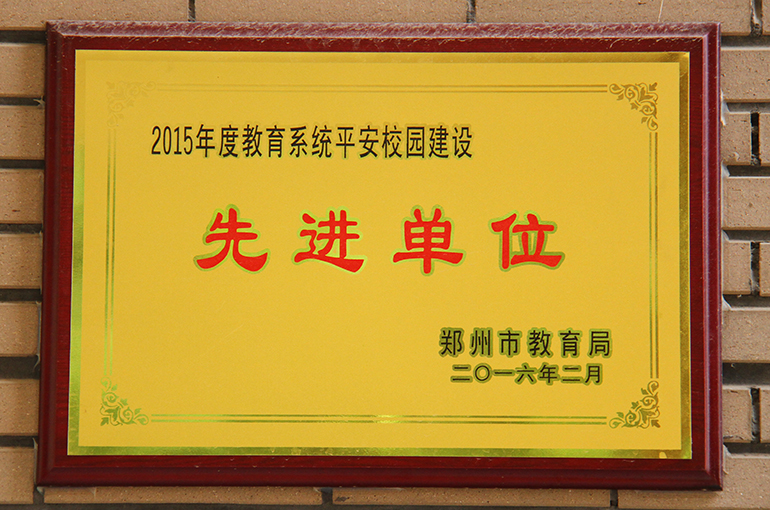 2015年度教育系统平安校园建设
先进单位
郑州市教育局
二〇一六年二月